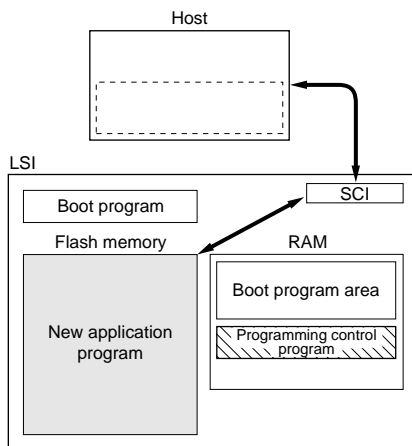 Host
LSI
SCI
Boot program
Flash memory
RAM
New application
program
Boot program area
Programming control
program